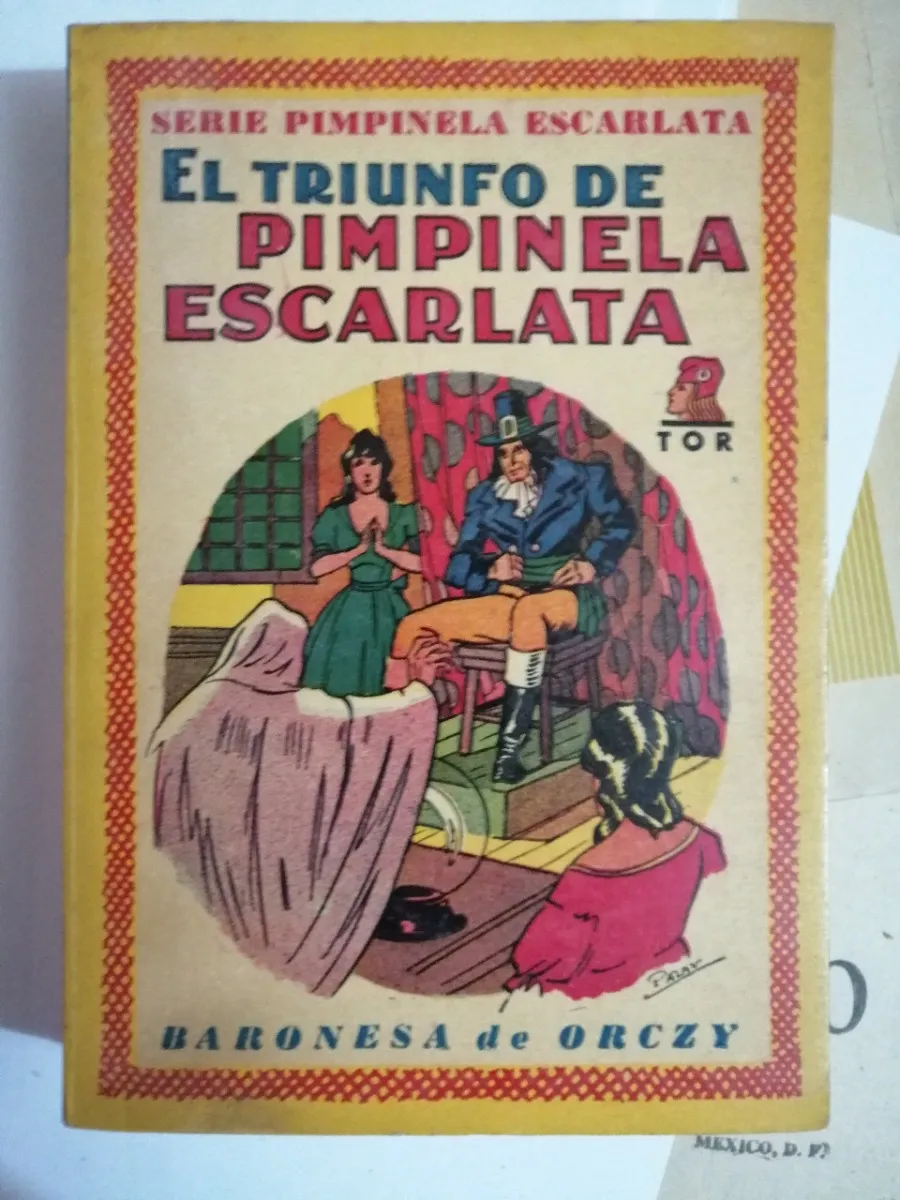 SERIE PIMPINELA ESCARLATA
EL TRIUNFO DE
PIMPINELA
ESCARLATA
TOR
BARONESA de ORCZY
MEXICO, D. F.